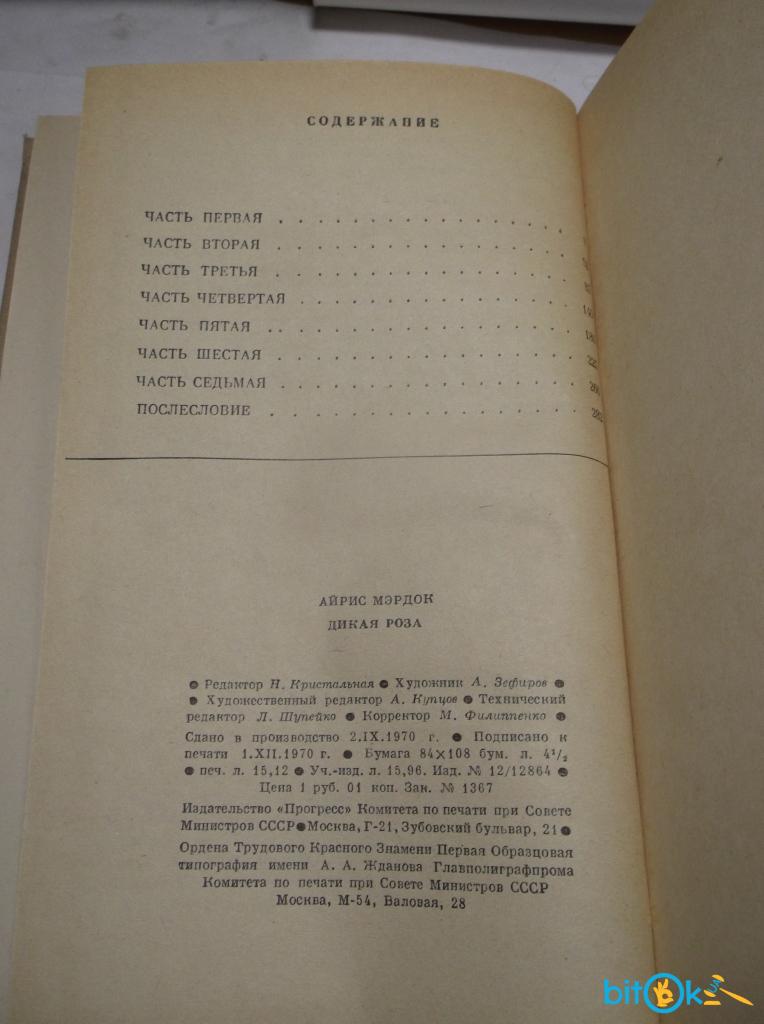 СОДЕРЖАНИЕ
ЧАСТЬ ПЕРВАЯ
ЧАСТЬ ВТОРАЯ
ЧАСТЬ ТРЕТЬЯ
ЧАСТЬ ЧЕТВЕРТАЯ
ЧАСТЬ ПЯТАЯ
ЧАСТЬ ШЕСТАЯ
ЧАСТЬ СЕДЬМАЯ
ПОСЛЕСЛОВИЕ
АЙРИС МЭРДОК
ДИКАЯ РОЗА
● Редактор Н. Кристальная ● Художник А. Зефиров ●
● Художественный редактор А. Купцов ● Технический
редактор Л. Шупейко ● Корректор М. Филиппенко ●
Сдано в производство 2.IX.1970 г. ● Подписано к
печати 1.XII.1970 г. ● Бумага 84×108 бум. л. 4¹/₂
● печ. л. 15,12 ● Уч.-изд. л. 15,96. Изд. № 12/12864 ●
Цена 1 руб. 01 коп. Зак. № 1367
Издательство «Прогресс» Комитета по печати при Совете
Министров СССР ● Москва, Г-21, Зубовский бульвар, 21 ●
Ордена Трудового Красного Знамени Первая Образцовая
типография имени А. А. Жданова Главполиграфпрома
Комитета по печати при Совете Министров СССР
Москва, М-54, Валовая, 28
bitOk UA